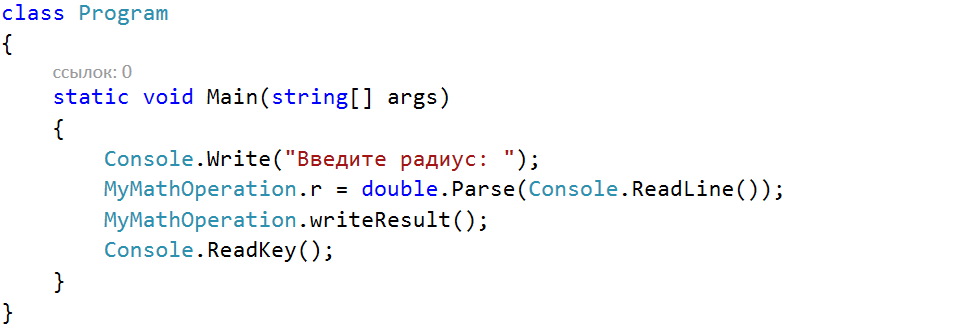 class Program
{
ссылок: 0
static void Main(string[] args)
{
Console.Write("Введите радиус: ");
MyMathOperation.r = double.Parse(Console.ReadLine());
MyMathOperation.writeResult();
Console.ReadKey();
}
}